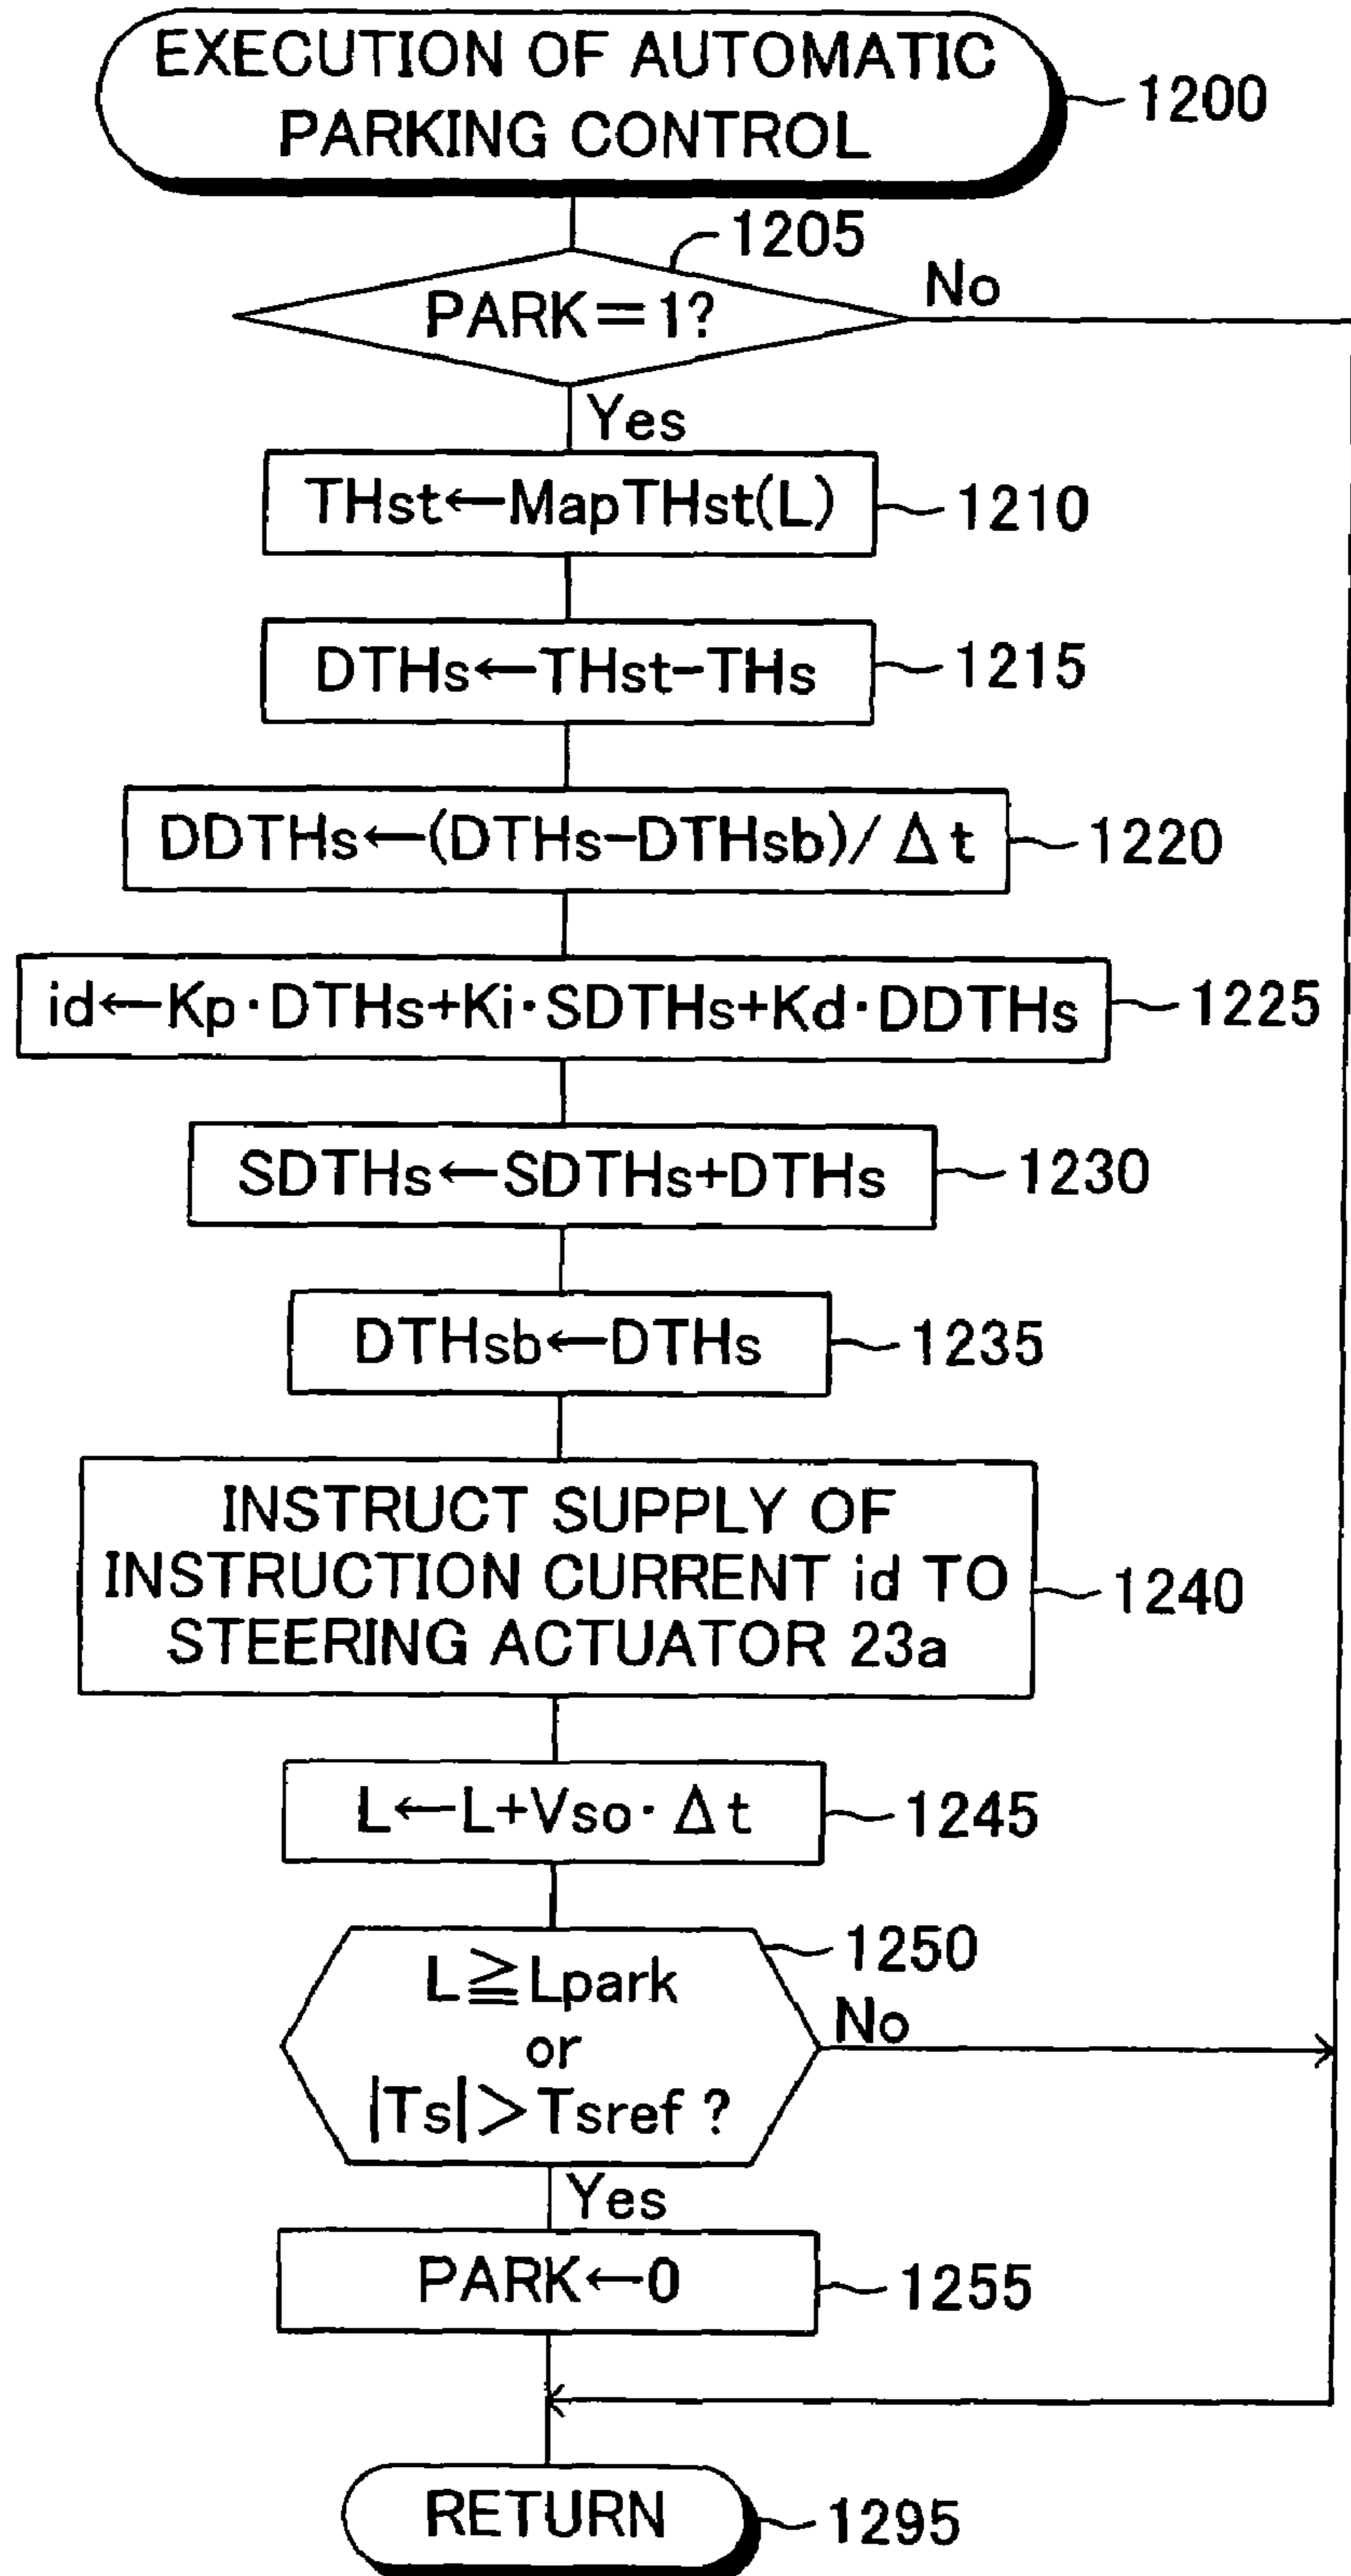 EXECUTION OF AUTOMATIC
PARKING CONTROL
1200
1205
PARK=1?
No
Yes
THst←MapTHst(L)
1210
DTHs←THst-THs
1215
DDTHs←(DTHs-DTHsb)/Δt
1220
id←Kp·DTHs+Ki·SDTHs+Kd·DDTHs
1225
SDTHs←SDTHs+DTHs
1230
DTHsb←DTHs
1235
INSTRUCT SUPPLY OF
INSTRUCTION CURRENT id TO
STEERING ACTUATOR 23a
1240
L←L+Vso·Δt
1245
1250
L≧Lpark
or
|Ts|>Tsref ?
No
Yes
PARK←0
1255
RETURN
1295